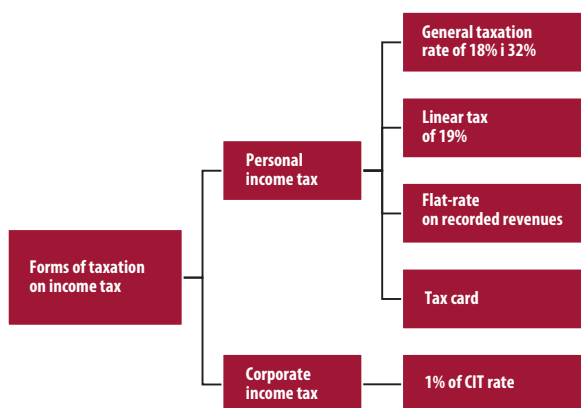 General taxation
rate of 18% i 32%
Linear tax
of 19%
Personal
income tax
Flat-rate
on recorded revenues
Forms of taxation
on income tax
Tax card
Corporate
income tax
1% of CIT rate